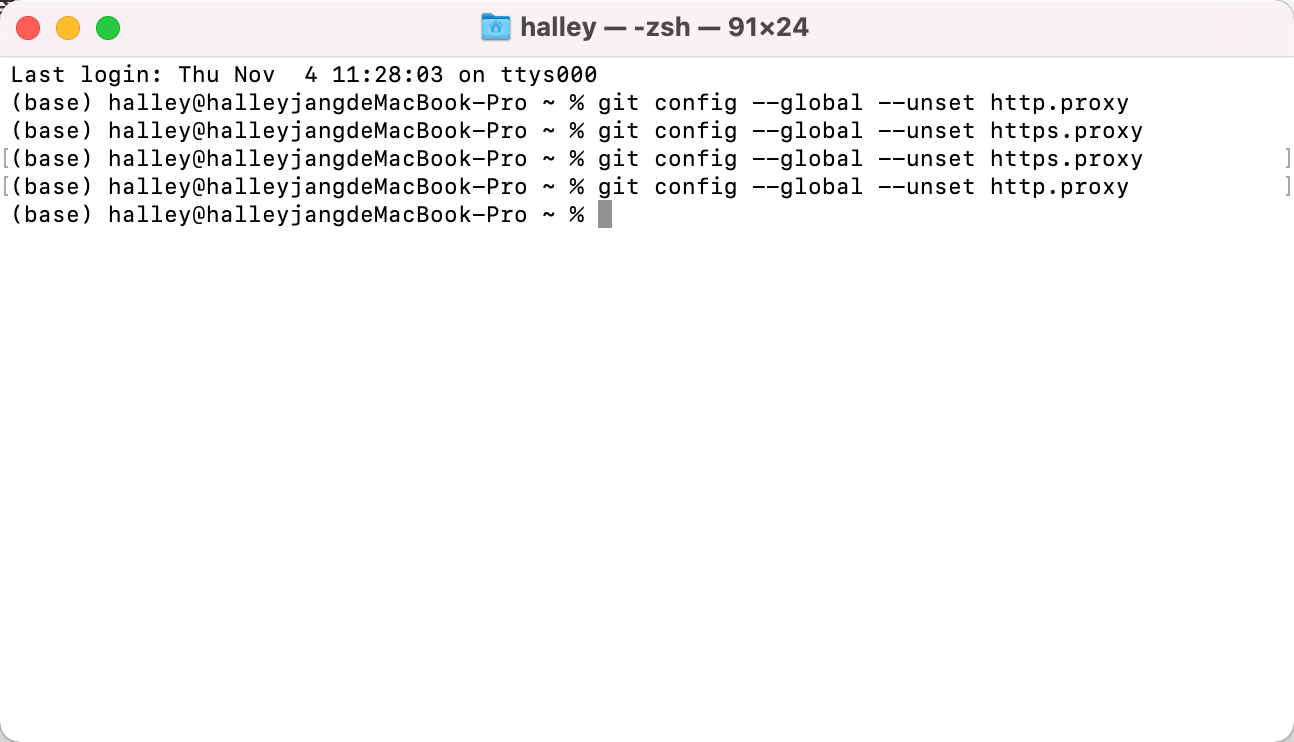 halley — -zsh — 91×24
Last login: Thu Nov  4 11:28:03 on ttys000
(base) halley@halleyjangdeMacBook-Pro ~ % git config --global --unset http.proxy
(base) halley@halleyjangdeMacBook-Pro ~ % git config --global --unset https.proxy
[(base) halley@halleyjangdeMacBook-Pro ~ % git config --global --unset https.proxy ]
[(base) halley@halleyjangdeMacBook-Pro ~ % git config --global --unset http.proxy ]
(base) halley@halleyjangdeMacBook-Pro ~ %